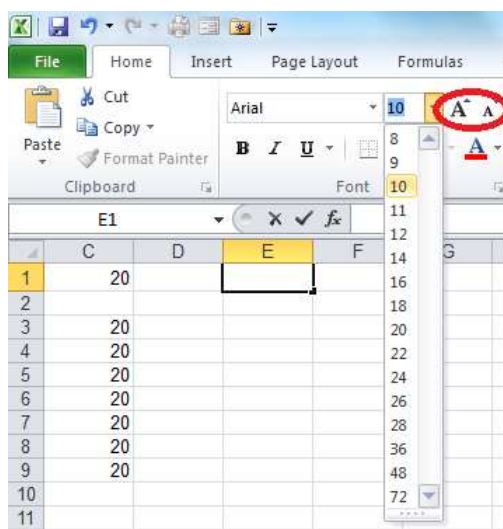 File Home Insert Page Layout Formulas
Cut
Copy
Format Painter
Paste
Clipboard
Arial 10 A A
B I U A
Font
8
9
10
11
12
14
16
18
20
22
24
26
28
36
48
72
E1 fx
C D E F G
1 20
2
3 20
4 20
5 20
6 20
7 20
8 20
9 20
10
11